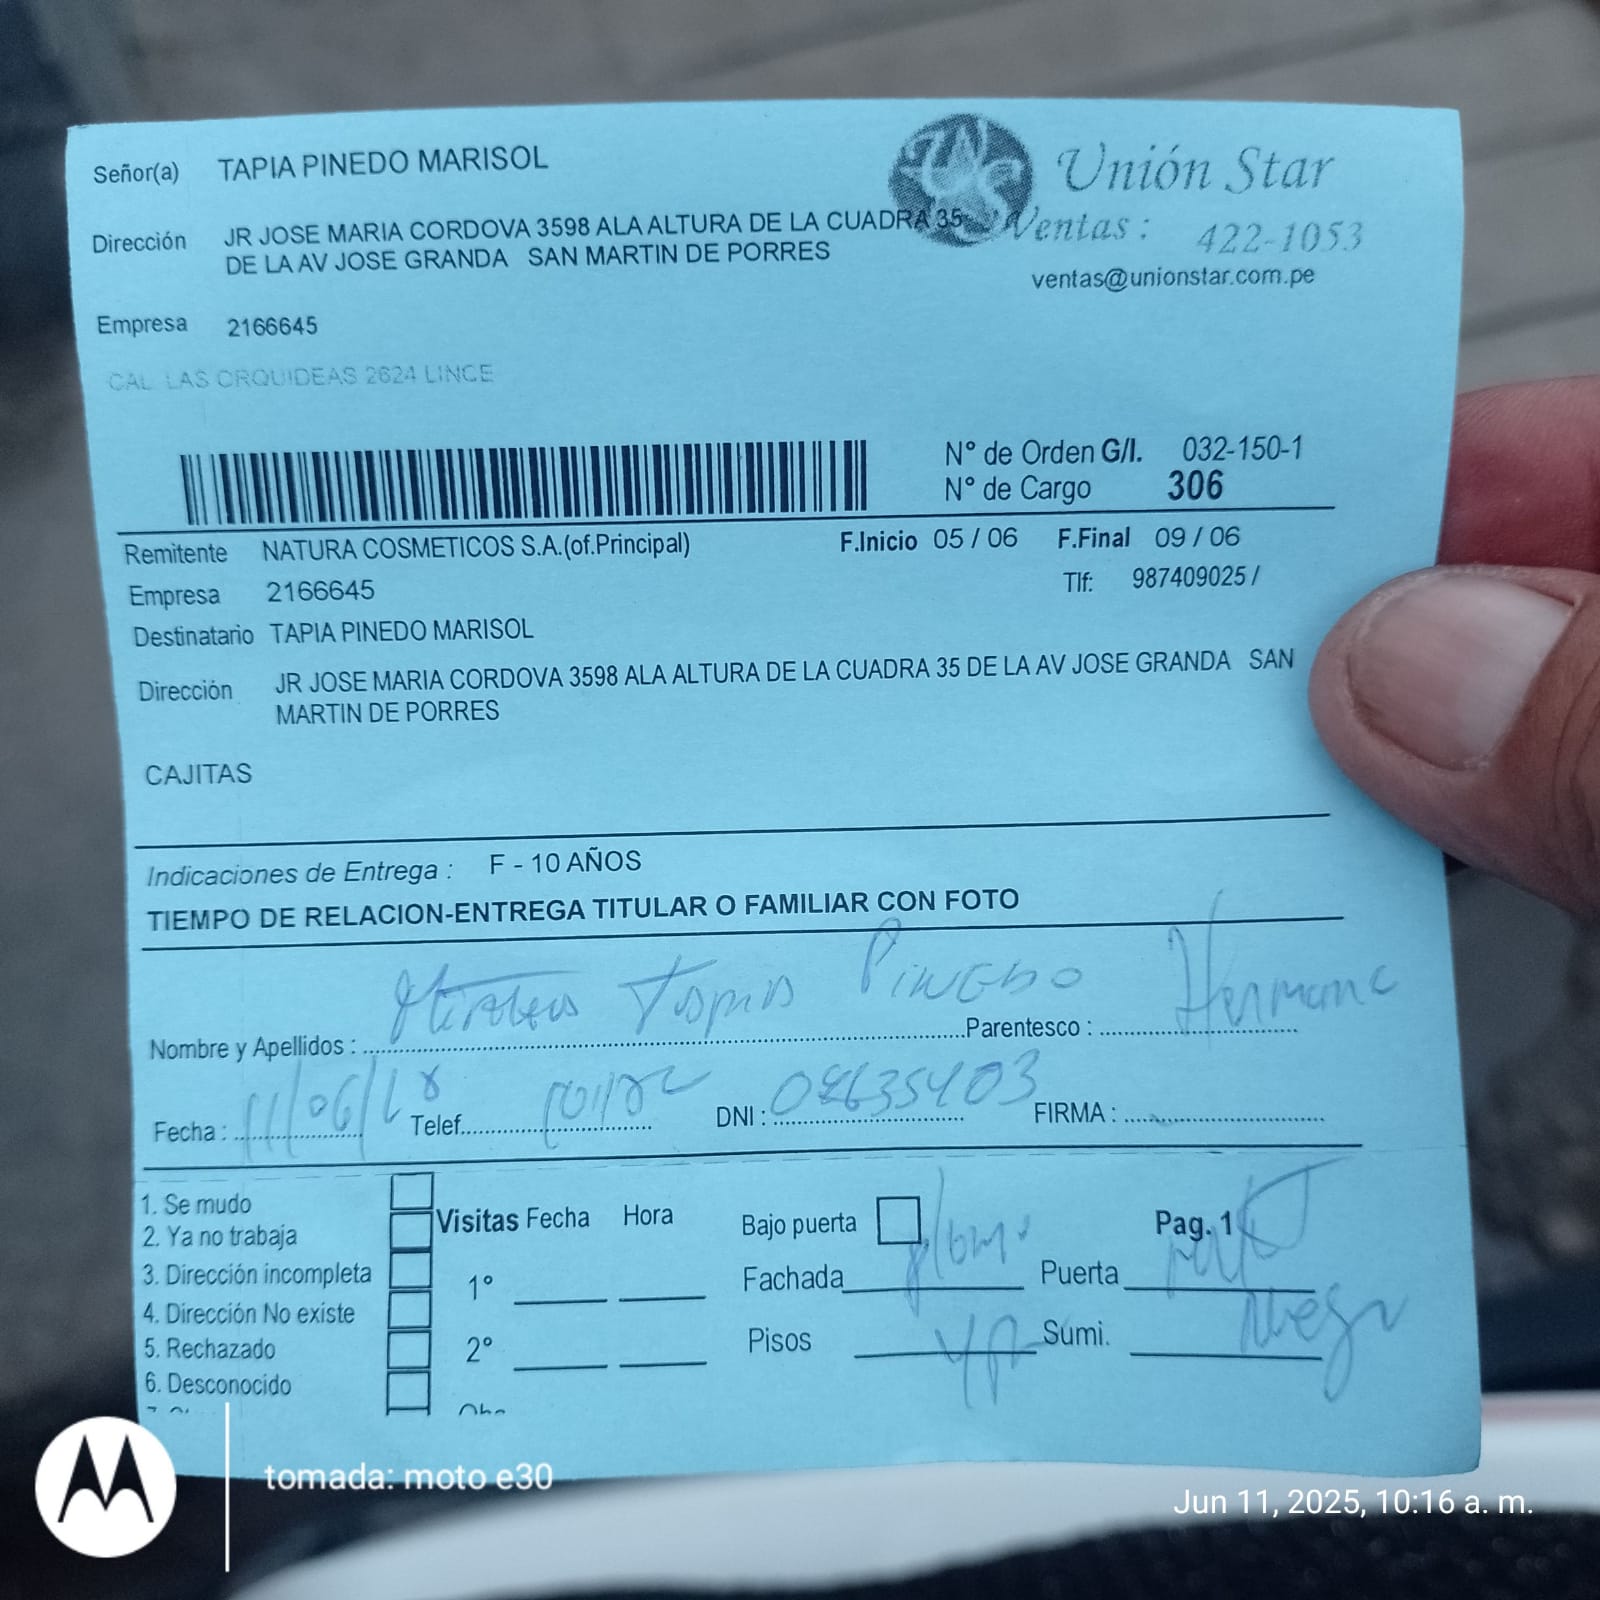 Señor(a) TAPIA PINEDO MARISOL
Unión Star
Dirección JR JOSE MARIA CORDOVA 3598 ALA ALTURA DE LA CUADRA 35
DE LA AV JOSE GRANDA SAN MARTIN DE PORRES
Ventas : 422-1053
ventas@unionstar.com.pe
Empresa 2166645
CAL. LAS ORQUIDEAS 2624 LINCE
N° de Orden G/I. 032-150-1
N° de Cargo 306
Remitente NATURA COSMETICOS S.A.(of.Principal) F.Inicio 05 / 06 F.Final 09 / 06
Empresa 2166645 Tlf: 987409025 /
Destinatario TAPIA PINEDO MARISOL
Dirección JR JOSE MARIA CORDOVA 3598 ALA ALTURA DE LA CUADRA 35 DE LA AV JOSE GRANDA SAN
MARTIN DE PORRES
CAJITAS
Indicaciones de Entrega : F - 10 AÑOS
TIEMPO DE RELACION-ENTREGA TITULAR O FAMILIAR CON FOTO
Nombre y Apellidos : Tapia Pinedo Parentesco : Hermana
Fecha : Telef. DNI : FIRMA :
1. Se mudo
2. Ya no trabaja
3. Dirección incompleta
4. Dirección No existe
5. Rechazado
6. Desconocido
Visitas Fecha Hora
1°
2°
Bajo puerta Pag. 1
Fachada Puerta
Pisos Sumi. negr
tomada: moto e30
Jun 11, 2025, 10:16 a. m.